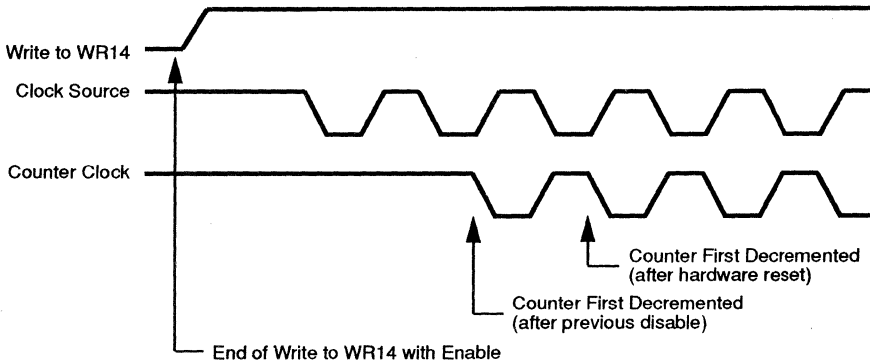 Write to WR14
Clock Source
Counter Clock
Counter First Decremented
(after hardware reset)
Counter First Decremented
(after previous disable)
End of Write to WR14 with Enable